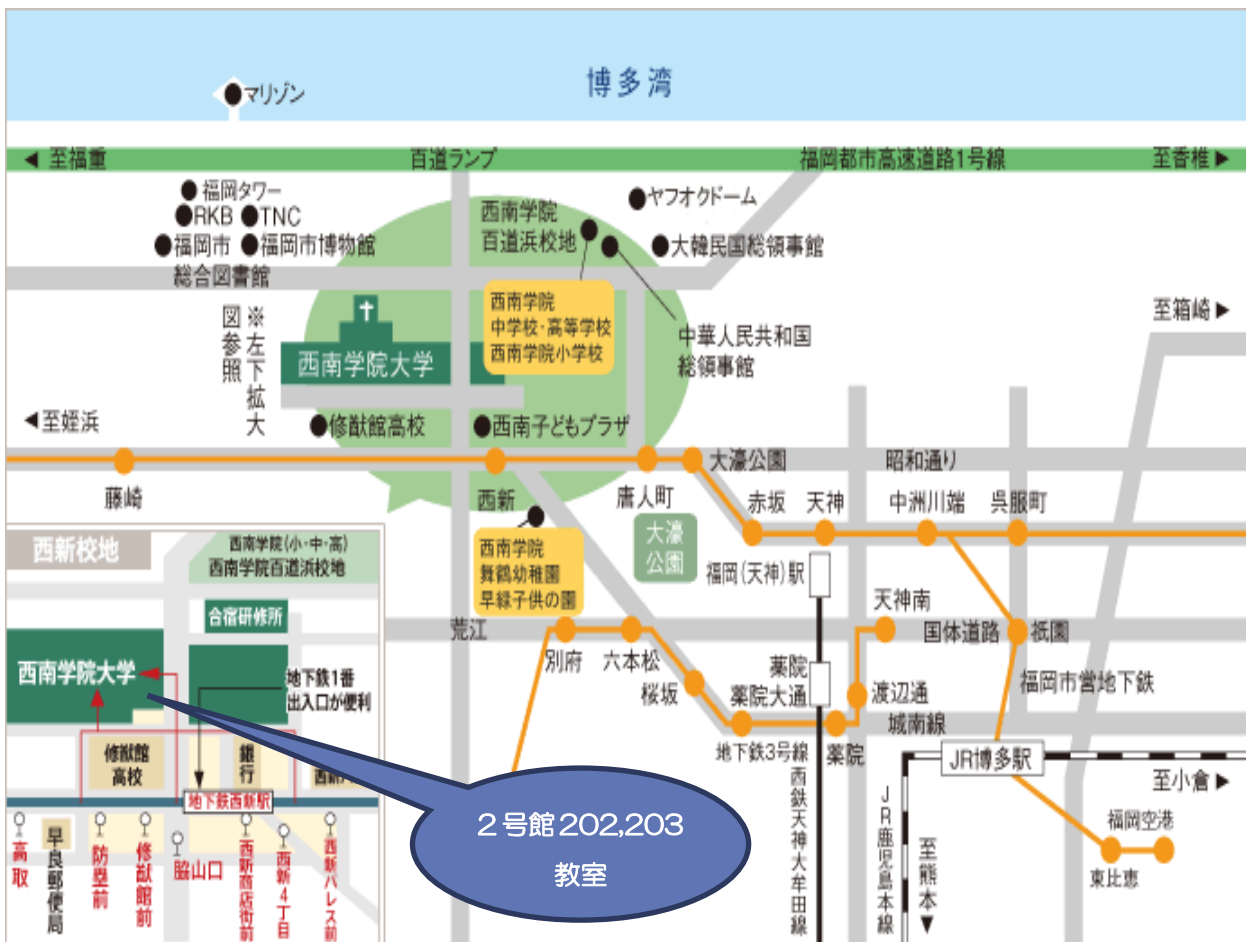 博多湾
マリゾン
◀ 至福重
百道ランプ
福岡都市高速道路1号線
至香椎 ▶
福岡タワー
RKB
TNC
福岡市
総合図書館
福岡市博物館
西南学院
百道浜校地
ヤフオクドーム
大韓民国総領事館
西南学院
中学校・高等学校
西南学院小学校
中華人民共和国
総領事館
至箱崎 ▶
※左下拡大
図参照
西南学院大学
◀至姪浜
修猷館高校
西南子どもプラザ
大濠公園
昭和通り
藤崎
西新
唐人町
赤坂
天神
中洲川端
呉服町
大濠
公園
西南学院
舞鶴幼稚園
早緑子供の園
福岡(天神)駅
天神南
荒江
国体道路
祇園
別府
六本松
桜坂
薬院
薬院大通
渡辺通
福岡市営地下鉄
城南線
地下鉄3号線
薬院
西鉄天神大牟田線
JR鹿児島本線
JR博多駅
至小倉 ▶
至熊本▼
福岡空港
東比恵
西新校地
西南学院(小・中・高)
西南学院百道浜校地
合宿研修所
西南学院大学
地下鉄1番
出入口が便利
修猷館
高校
銀行
地下鉄西新駅
高取
早良郵便局
防塁前
修猷館前
脇山口
西新商店街前
西新4丁目
西新パレス前
2号館202,203
教室